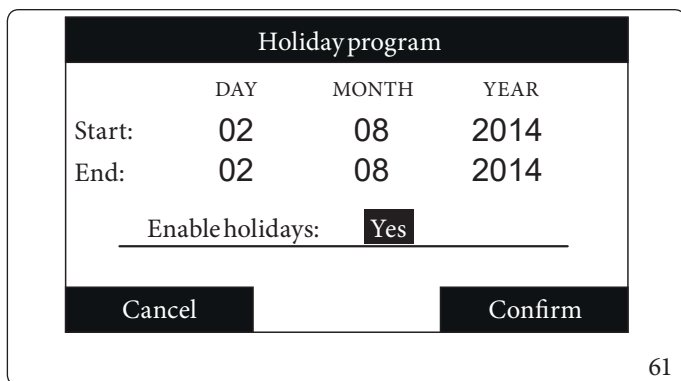 Holiday program
DAY MONTH YEAR
Start: 02 08 2014
End: 02 08 2014
Enable holidays: Yes
Cancel Confirm
61